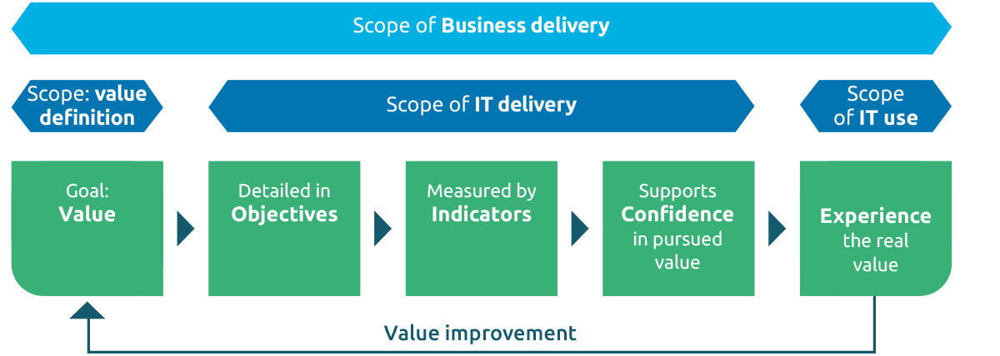 Scope of Business delivery
Scope: value
definition
Scope of IT delivery
Scope
of IT use
Goal:
Value
Detailed in
Objectives
Measured by
Indicators
Supports
Confidence
in pursued
value
Experience
the real
value
Value improvement